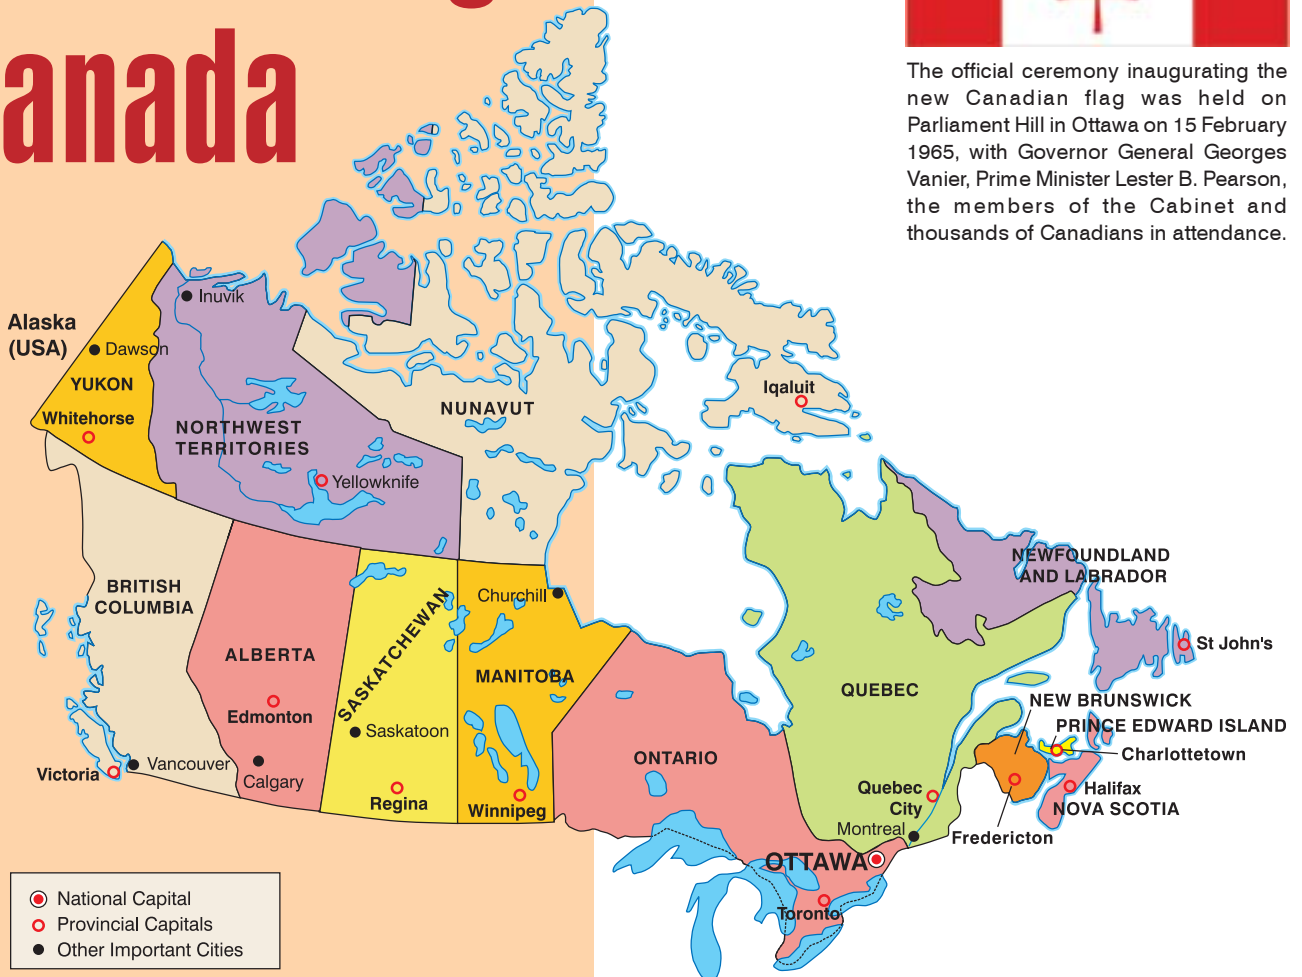 anada
The official ceremony inaugurating the
new Canadian flag was held on
Parliament Hill in Ottawa on 15 February
1965, with Governor General Georges
Vanier, Prime Minister Lester B. Pearson,
the members of the Cabinet and
thousands of Canadians in attendance.
Inuvik
Alaska
(USA)
Dawson
YUKON
Whitehorse
NORTHWEST
TERRITORIES
Yellowknife
NUNAVUT
Iqaluit
BRITISH
COLUMBIA
ALBERTA
Edmonton
Calgary
Vancouver
Victoria
SASKATCHEWAN
Saskatoon
Regina
Churchill
MANITOBA
Winnipeg
ONTARIO
OTTAWA
Toronto
QUEBEC
Quebec
City
Montreal
NEWFOUNDLAND
AND LABRADOR
St John's
NEW BRUNSWICK
PRINCE EDWARD ISLAND
Charlottetown
Halifax
NOVA SCOTIA
Fredericton
National Capital
Provincial Capitals
Other Important Cities